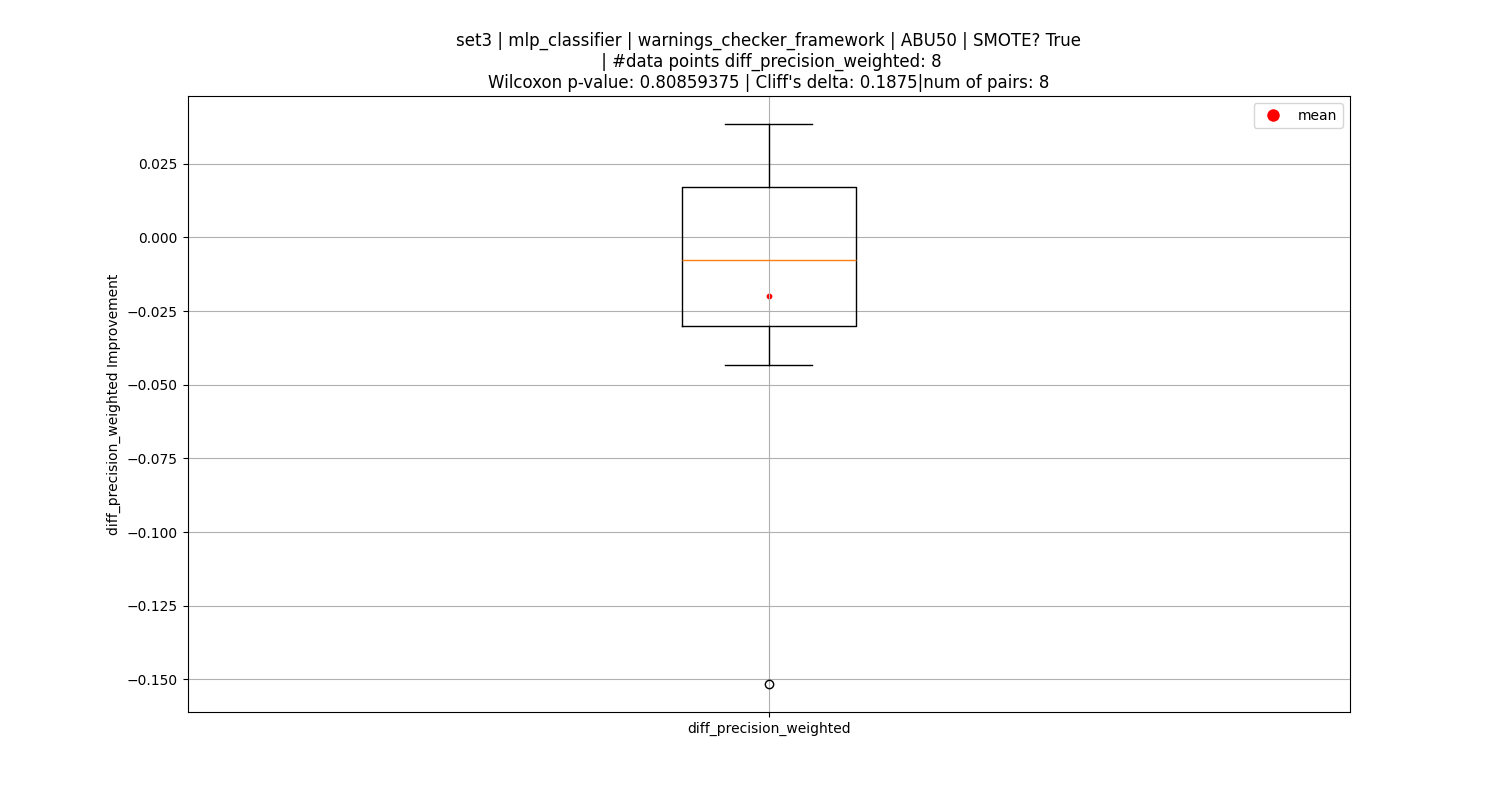 set3 | mlp_classifier | warnings_checker_framework | ABU50 | SMOTE? True
| #data points diff_precision_weighted: 8
Wilcoxon p-value: 0.80859375 | Cliff's delta: 0.1875|num of pairs: 8
mean
0.025
0.000
−0.025
−0.050
−0.075
−0.100
−0.125
−0.150
diff_precision_weighted Improvement
diff_precision_weighted